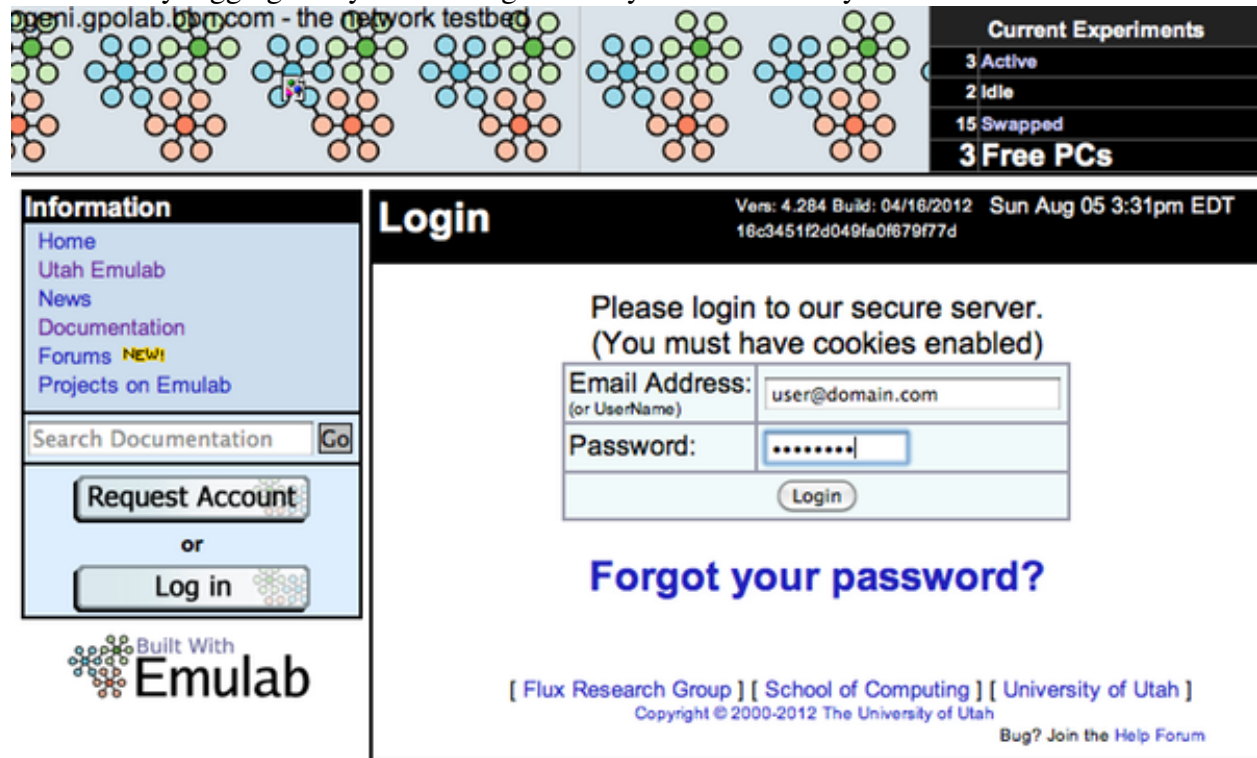 ogeni.gpolab.bbn.com - the network testbed
Current Experiments
3 Active
2 Idle
15 Swapped
3 Free PCs
Information
Home
Utah Emulab
News
Documentation
Forums NEW!
Projects on Emulab
Search Documentation Go
Request Account
or
Log in
Built With
Emulab
Login
Vers: 4.284 Build: 04/16/2012 Sun Aug 05 3:31pm EDT
16c3451f2d049fa0f679f77d
Please login to our secure server.
(You must have cookies enabled)
Email Address: user@domain.com
(or UserName)
Password: ••••••••
Login
Forgot your password?
[ Flux Research Group ] [ School of Computing ] [ University of Utah ]
Copyright © 2000-2012 The University of Utah
Bug? Join the Help Forum